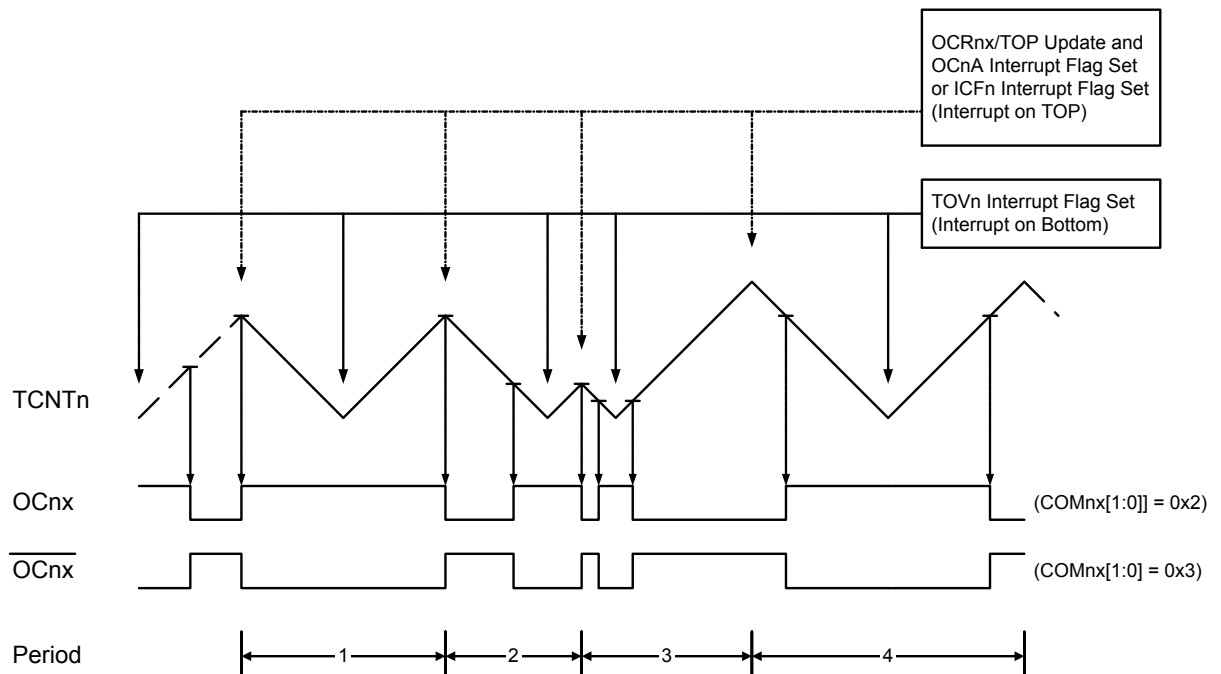 OCRnx/TOP Update and
OCnA Interrupt Flag Set
or ICFn Interrupt Flag Set
(Interrupt on TOP)
TOVn Interrupt Flag Set
(Interrupt on Bottom)
TCNTn
OCnx
(COMnx[1:0]] = 0x2)
OCnx
(COMnx[1:0] = 0x3)
Period
1
2
3
4